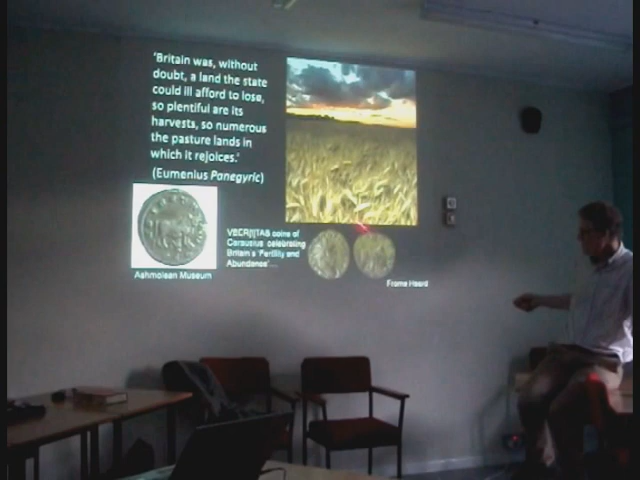 'Britain was, without
doubt, a land the state
could ill afford to lose,
so plentiful are its
harvests, so numerous
the pasture lands in
which it rejoices.'
(Eumenius Panegyric)
coins of
Carausius celebrating
Britain's 'Fertility and
Abundance'...
Ashmolean Museum
Frome Hoard